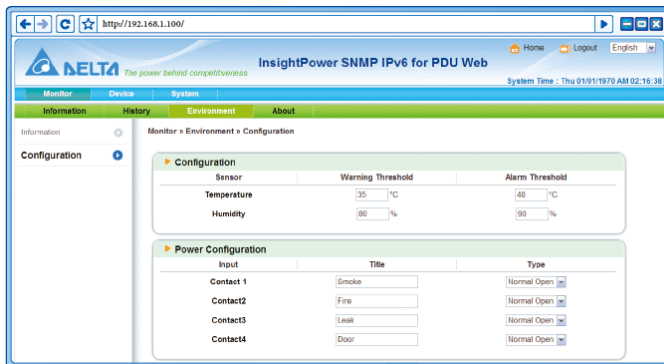 http://192.168.1.100/
Home Logout English
DELTA The power behind competitiveness
InsightPower SNMP IPv6 for PDU Web
System Time : Thu 01/01/1970 AM 02:16:38
Monitor Device System
Information History Environment About
Information
Configuration
Monitor » Environment » Configuration
Configuration
Sensor Warning Threshold Alarm Threshold
Temperature 35 °C 40 °C
Humidity 80 % 90 %
Power Configuration
Input Title Type
Contact 1 Smoke Normal Open
Contact2 Fire Normal Open
Contact3 Leak Normal Open
Contact4 Door Normal Open